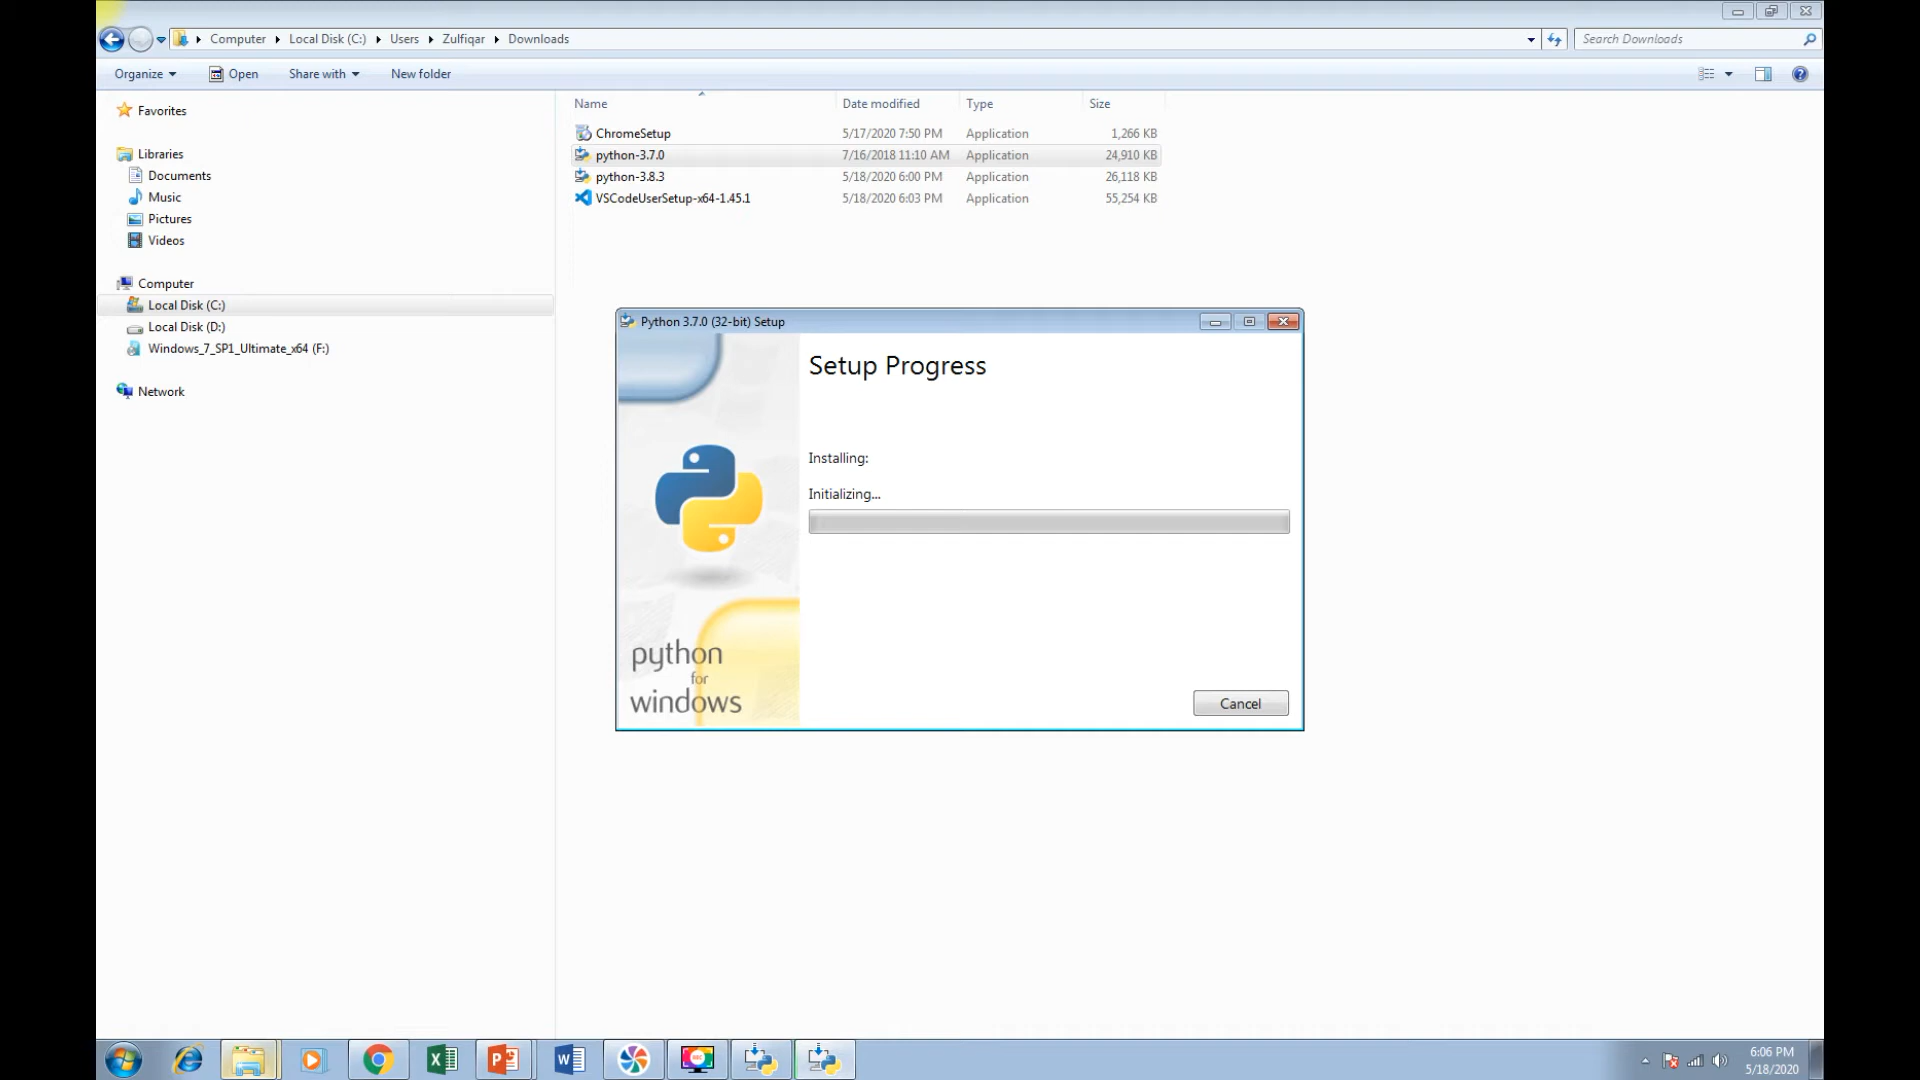 Computer Local Disk (C:) Users Zulfiqar Downloads
Search Downloads
Organize Open Share with New folder
Favorites
Libraries
Documents
Music
Pictures
Videos
Computer
Local Disk (C:)
Local Disk (D:)
Windows_7_SP1_Ultimate_x64 (F:)
Network
Name Date modified Type Size
ChromeSetup 5/17/2020 7:50 PM Application 1,266 KB
python-3.7.0 7/16/2018 11:10 AM Application 24,910 KB
python-3.8.3 5/18/2020 6:00 PM Application 26,118 KB
VSCodeUserSetup-x64-1.45.1 5/18/2020 6:03 PM Application 55,254 KB
Python 3.7.0 (32-bit) Setup
Setup Progress
Installing:
Initializing...
python
for
windows
Cancel
6:06 PM
5/18/2020